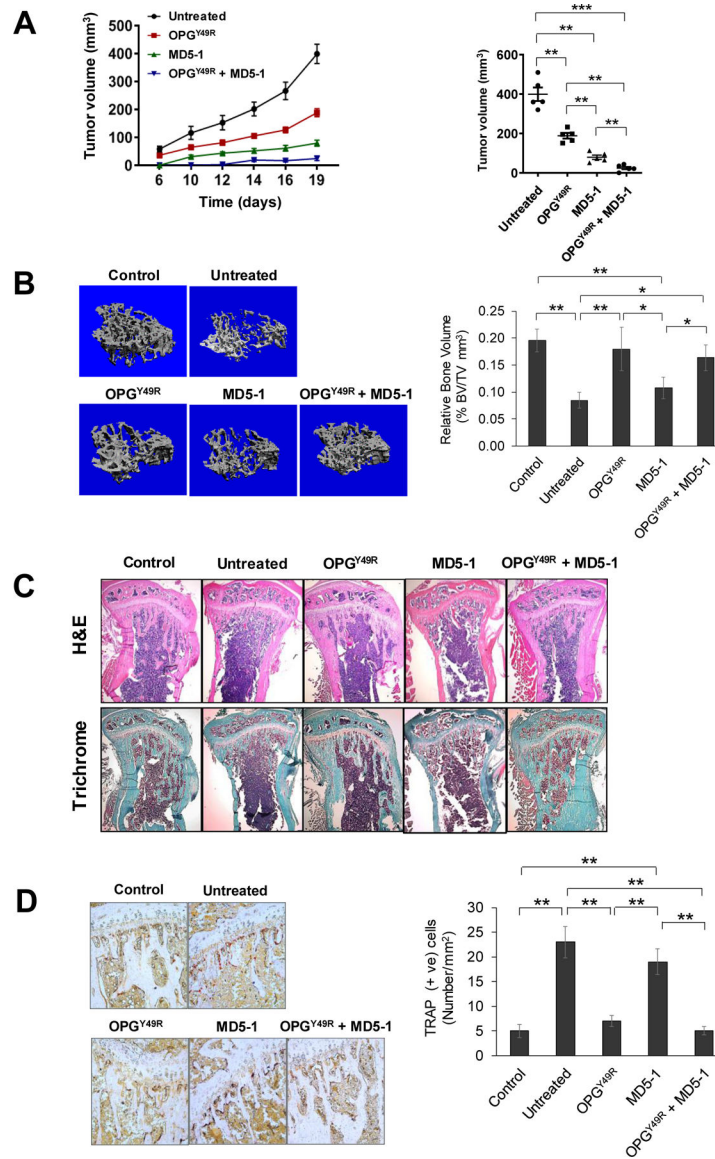 A
Tumor volume (mm³)
500
400
300
200
100
0
6 10 12 14 16 19
Time (days)
Untreated
OPGY49R
MD5-1
OPGY49R + MD5-1
Tumor volume (mm³)
600
400
200
0
***
**
**
**
**
**
Untreated
OPGY49R
MD5-1
OPGY49R + MD5-1
B
Control
Untreated
OPGY49R
MD5-1
OPGY49R + MD5-1
Relative Bone Volume
(% BV/TV mm³)
0.25
0.20
0.15
0.10
0.05
0.00
**
*
**
**
*
*
Control
Untreated
OPGY49R
MD5-1
OPGY49R + MD5-1
C
Control
Untreated
OPGY49R
MD5-1
OPGY49R + MD5-1
H&E
Trichrome
D
Control
Untreated
OPGY49R
MD5-1
OPGY49R + MD5-1
TRAP (+ ve) cells
(Number/mm²)
30
25
20
15
10
5
0
**
**
**
**
**
**
Control
Untreated
OPGY49R
MD5-1
OPGY49R + MD5-1